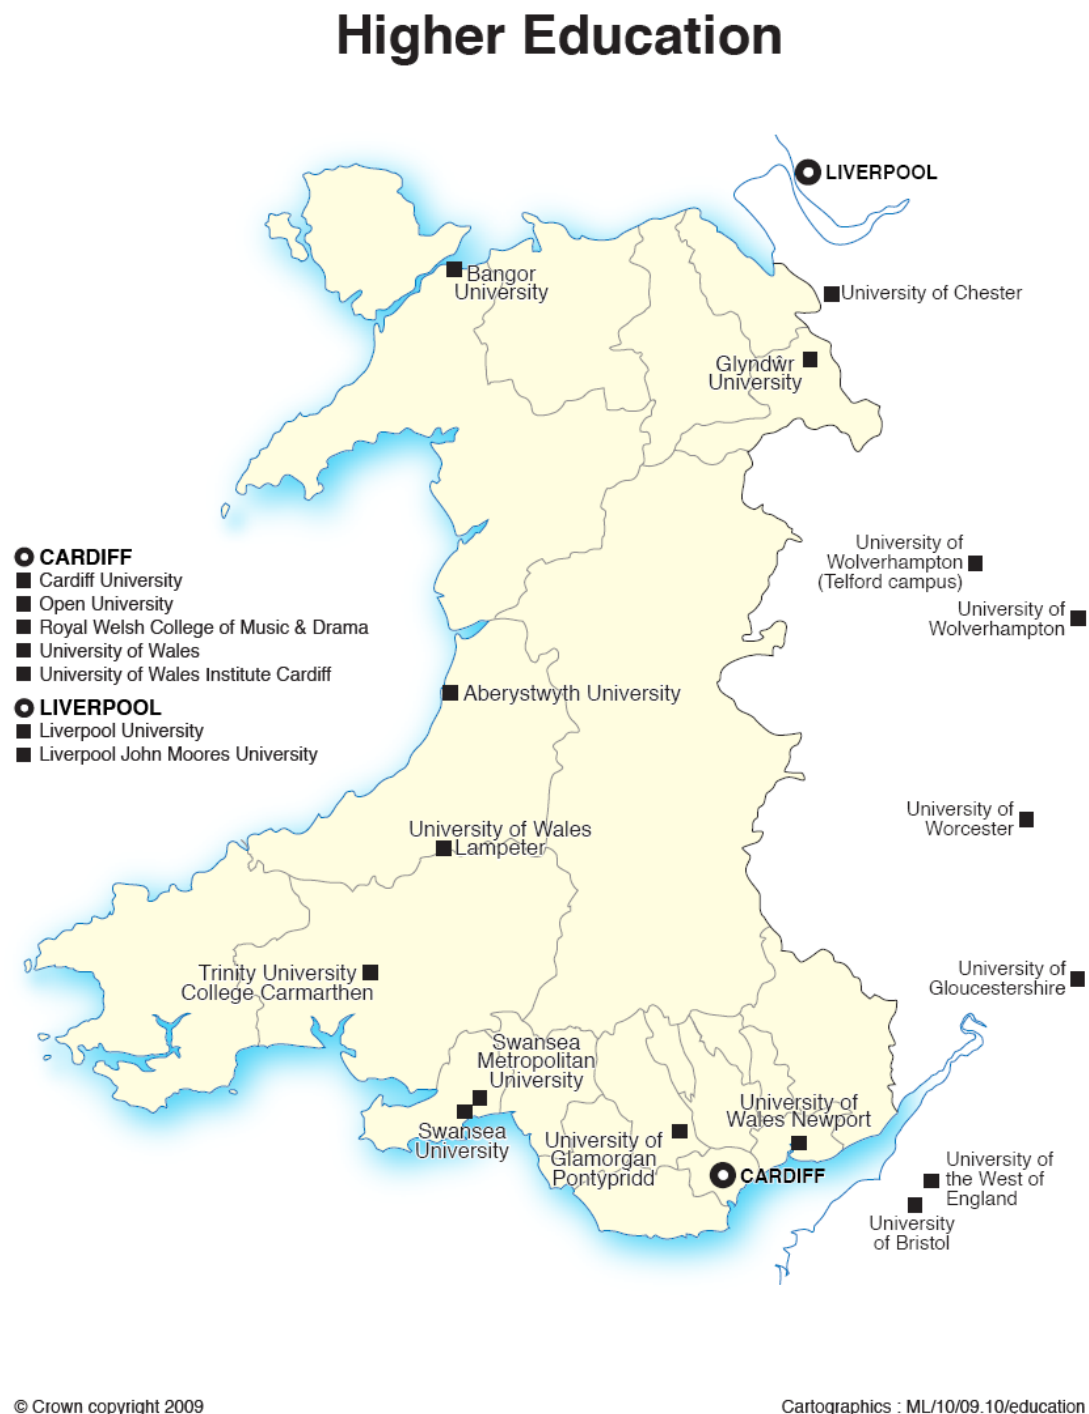 Higher Education
LIVERPOOL
Bangor
University
University of Chester
Glyndŵr
University
University of
Wolverhampton
(Telford campus)
University of
Wolverhampton
CARDIFF
Cardiff University
Open University
Royal Welsh College of Music & Drama
University of Wales
University of Wales Institute Cardiff
LIVERPOOL
Liverpool University
Liverpool John Moores University
Aberystwyth University
University of
Worcester
University of Wales
Lampeter
University of
Gloucestershire
Trinity University
College Carmarthen
Swansea
Metropolitan
University
Swansea
University
University of
Wales Newport
University of
Glamorgan
Pontypridd
CARDIFF
University of
the West of
England
University
of Bristol
© Crown copyright 2009
Cartographics : ML/10/09.10/education